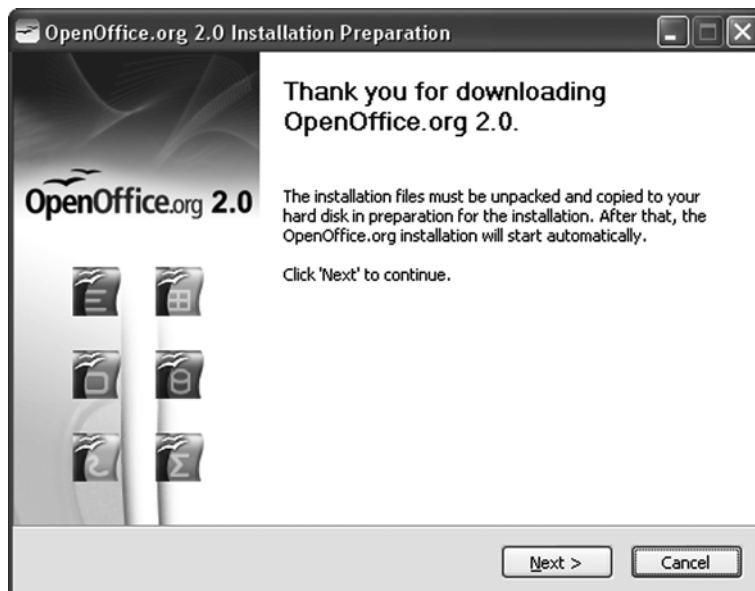 OpenOffice.org 2.0 Installation Preparation
Thank you for downloading
OpenOffice.org 2.0.
OpenOffice.org 2.0
The installation files must be unpacked and copied to your
hard disk in preparation for the installation. After that, the
OpenOffice.org installation will start automatically.
Click 'Next' to continue.
Next >
Cancel